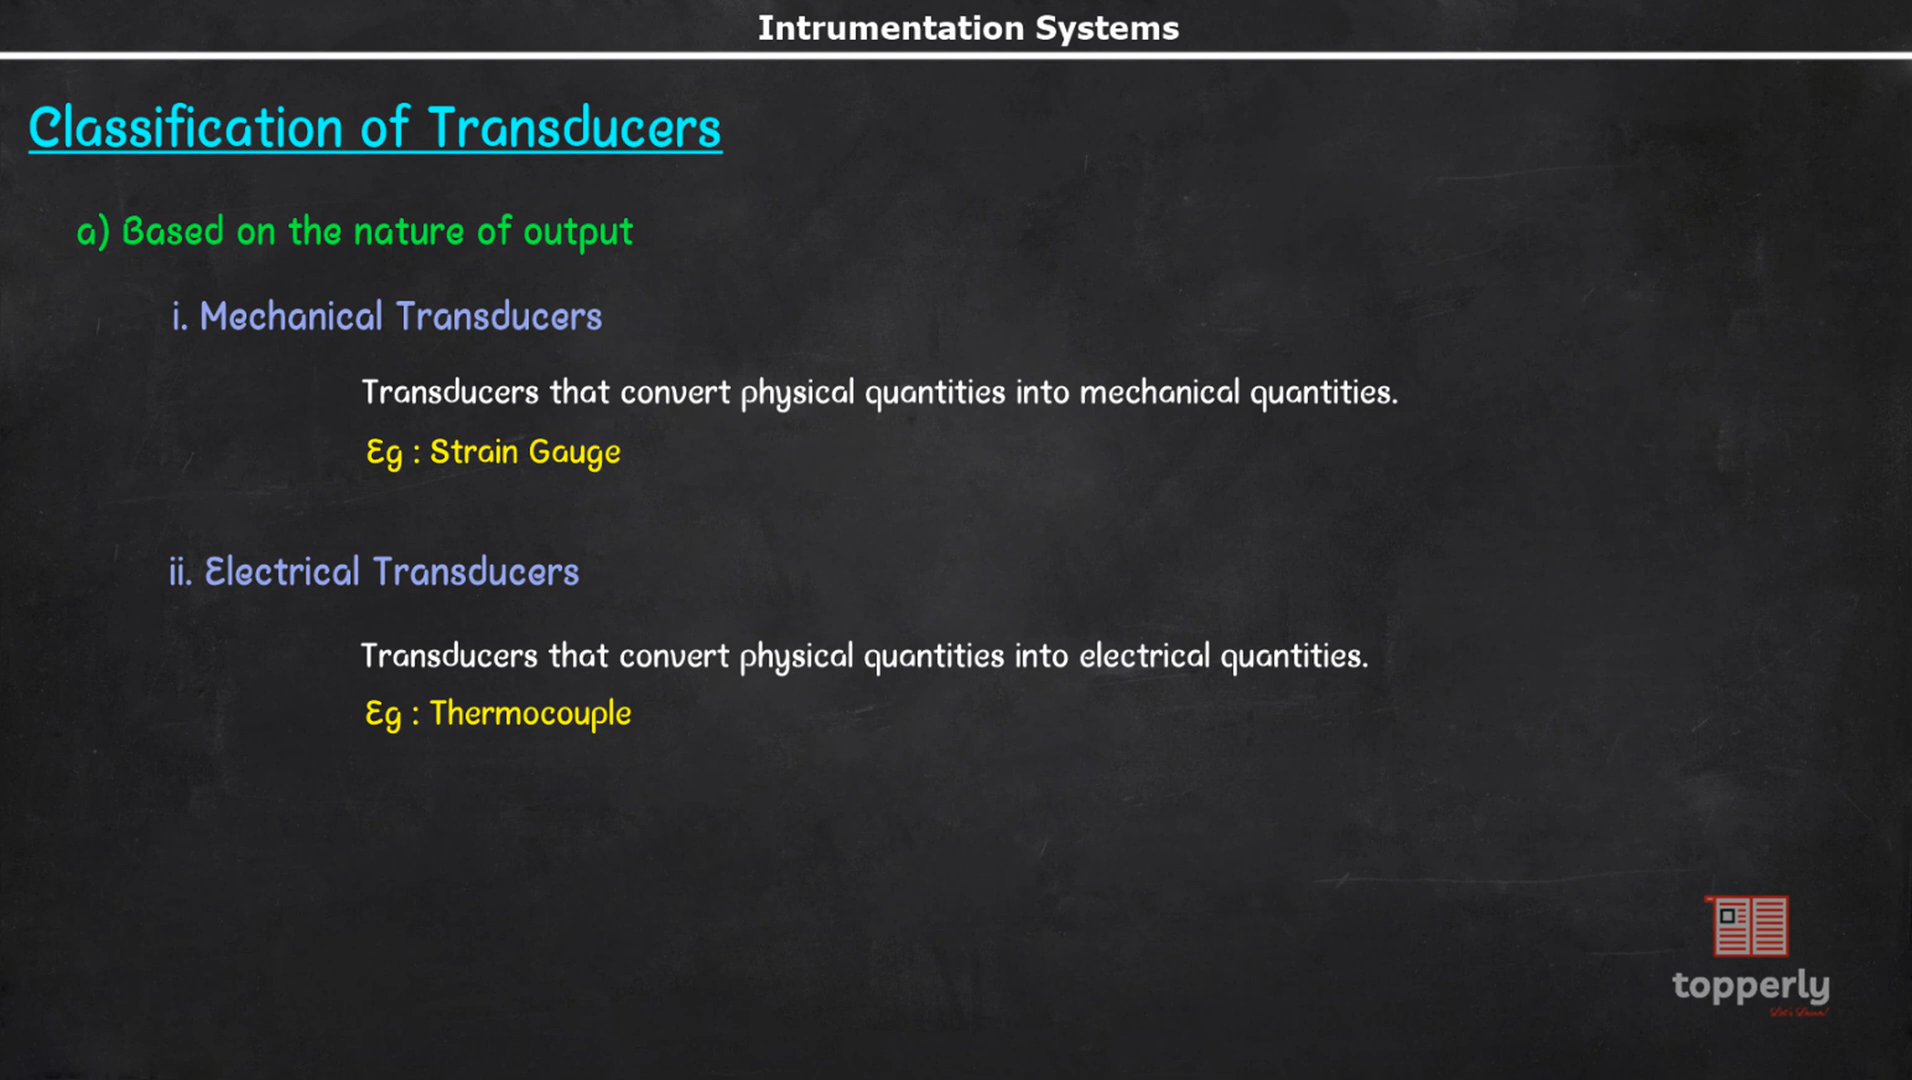 Intrumentation Systems
Classification of Transducers
a) Based on the nature of output
i. Mechanical Transducers
Transducers that convert physical quantities into mechanical quantities.
Eg : Strain Gauge
ii. Electrical Transducers
Transducers that convert physical quantities into electrical quantities.
Eg : Thermocouple
topperly
Let's Learn!